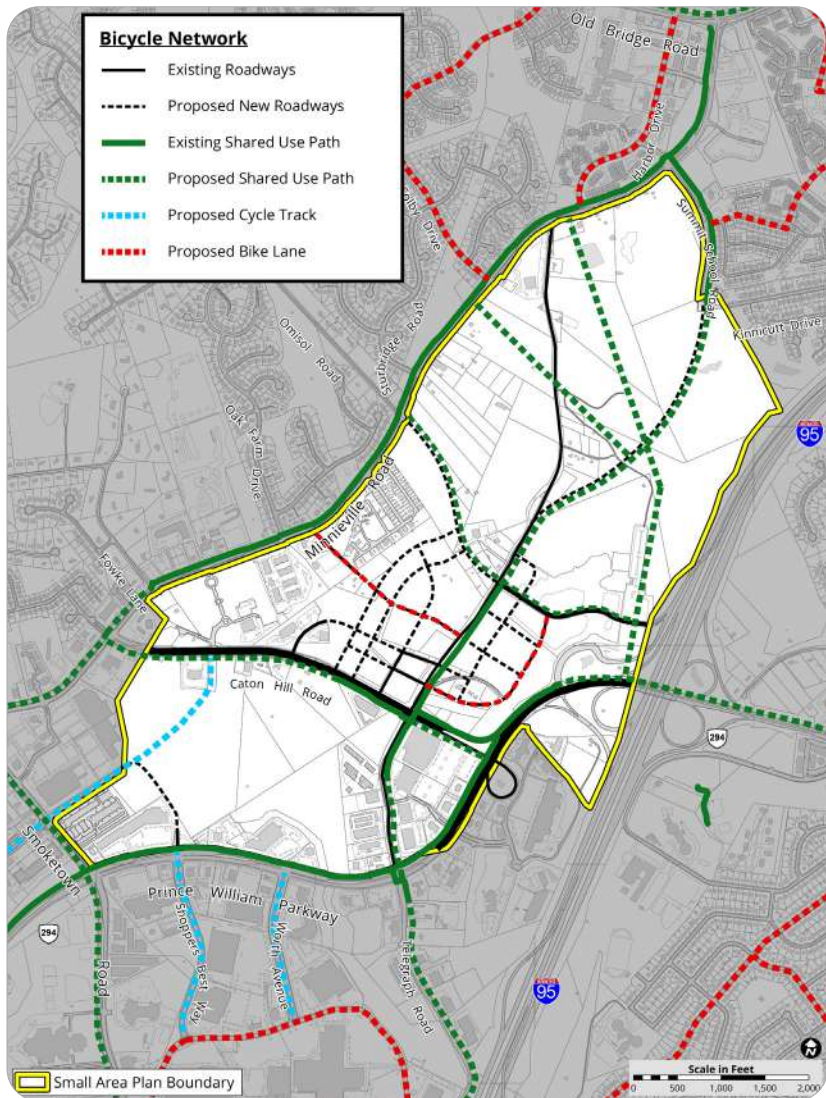 Bicycle Network
Existing Roadways
Proposed New Roadways
Existing Shared Use Path
Proposed Shared Use Path
Proposed Cycle Track
Proposed Bike Lane
Old Bridge Road
Harbor Drive
Colby Drive
Summit School Road
Kinnicutt Drive
Sturbridge Road
Omisol Road
Oak Farm Drive
95
Minnieville Road
Fowke Lane
Caton Hill Road
294
Smoketown
Road
Prince William Parkway
294
Shoppers Best Way
Worth Avenue
Telegraph Road
95
N
Scale in Feet
0 500 1,000 1,500 2,000
Small Area Plan Boundary